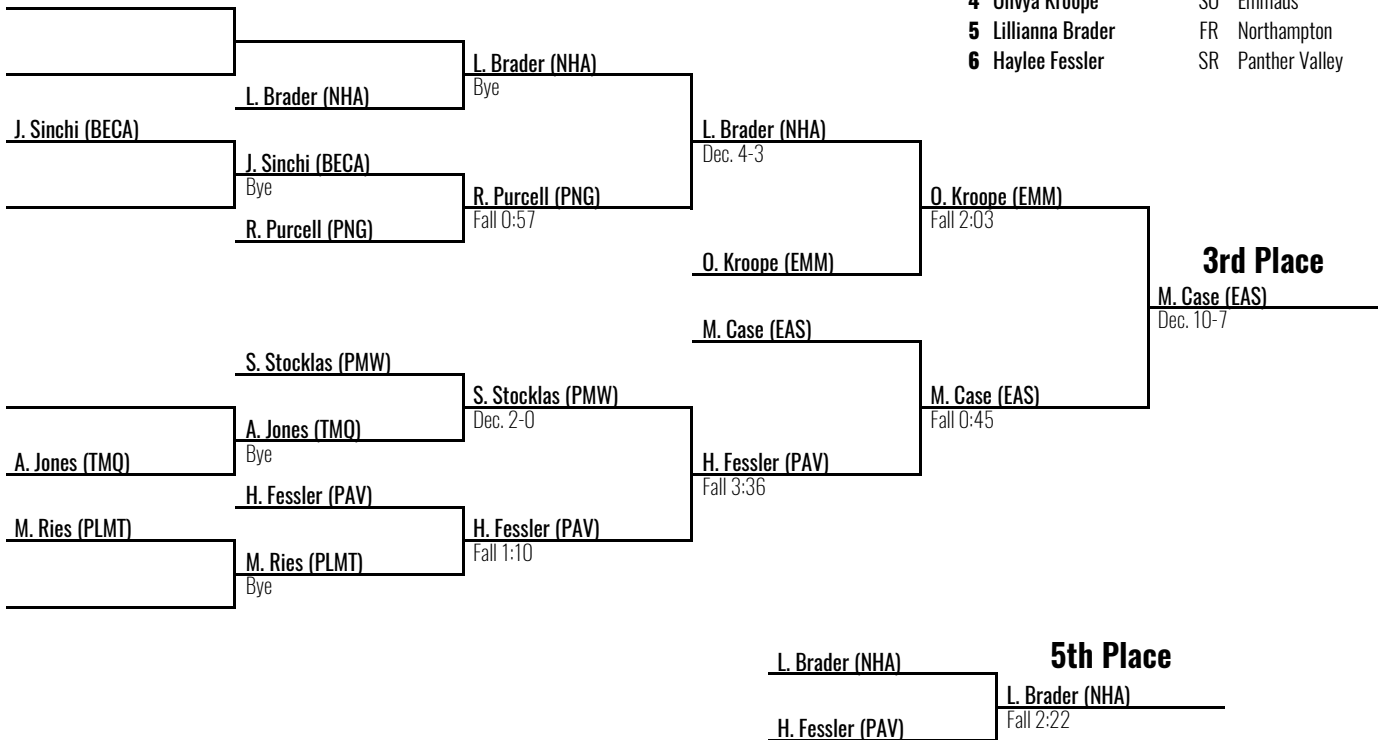 4 Olivya Kroope SO Emmaus
5 Lillianna Brader FR Northampton
6 Haylee Fessler SR Panther Valley
L. Brader (NHA)
Bye
L. Brader (NHA)
J. Sinchi (BECA)
L. Brader (NHA)
Dec. 4-3
J. Sinchi (BECA)
Bye
R. Purcell (PNG)
Fall 0:57
O. Kroope (EMM)
Fall 2:03
R. Purcell (PNG)
O. Kroope (EMM)
3rd Place
M. Case (EAS)
Dec. 10-7
M. Case (EAS)
S. Stocklas (PMW)
S. Stocklas (PMW)
Dec. 2-0
M. Case (EAS)
Fall 0:45
A. Jones (TMQ)
Bye
A. Jones (TMQ)
H. Fessler (PAV)
Fall 3:36
H. Fessler (PAV)
M. Ries (PLMT)
H. Fessler (PAV)
Fall 1:10
M. Ries (PLMT)
Bye
5th Place
L. Brader (NHA)
L. Brader (NHA)
Fall 2:22
H. Fessler (PAV)